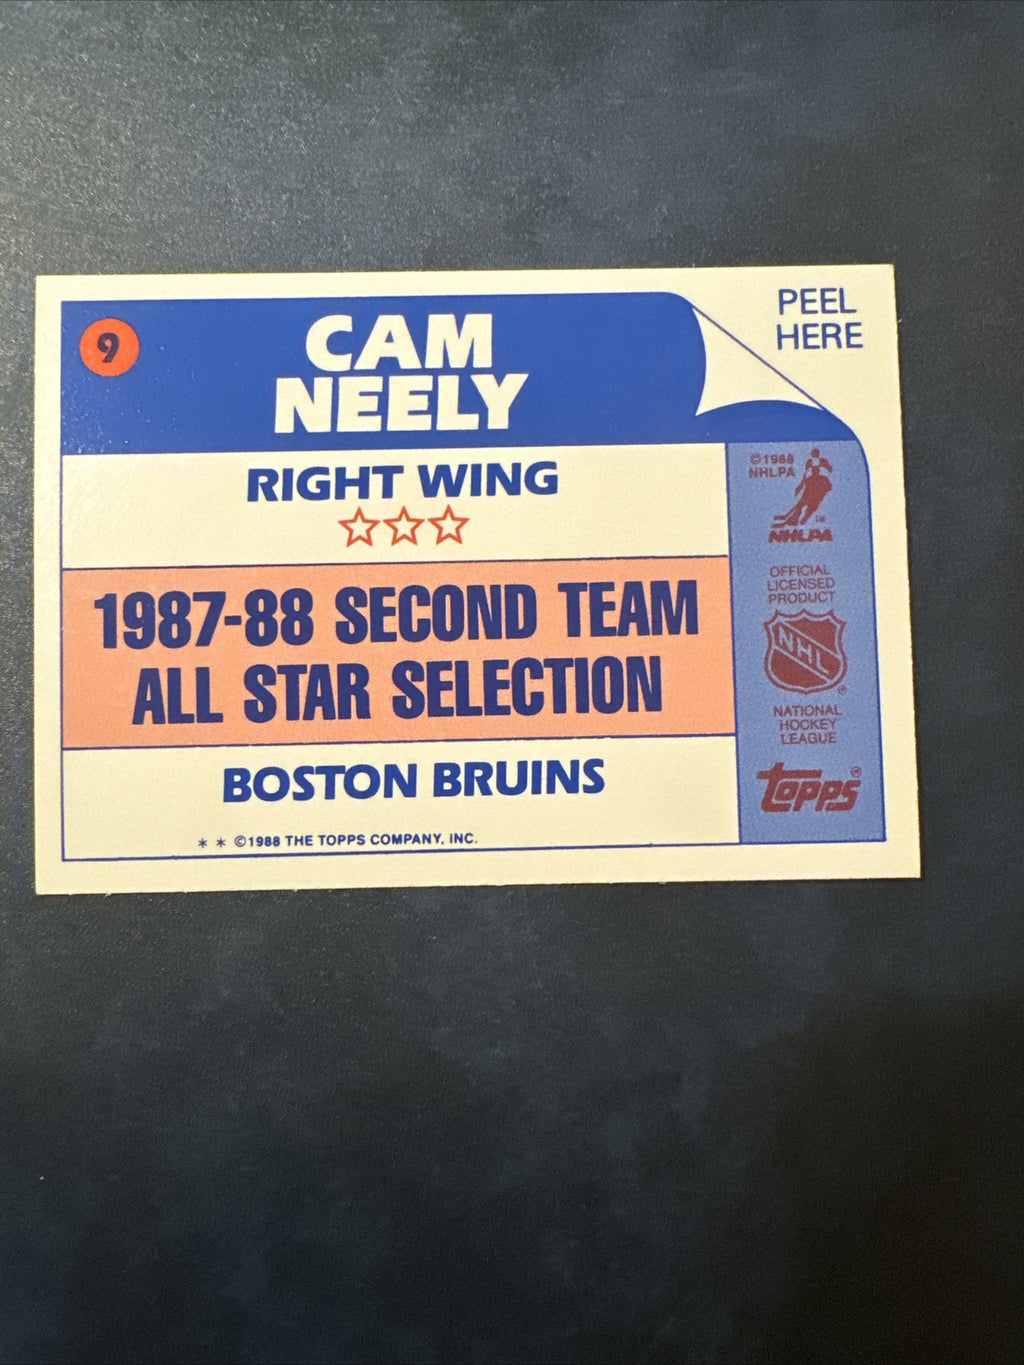 PEEL
HERE
9
CAM
NEELY
RIGHT WING
©1988
NHLPA
TM
NHLPA
1987-88 SECOND TEAM
ALL STAR SELECTION
OFFICIAL
LICENSED
PRODUCT
NHL
®
NATIONAL
HOCKEY
LEAGUE
topps®
BOSTON BRUINS
* * ©1988 THE TOPPS COMPANY, INC.